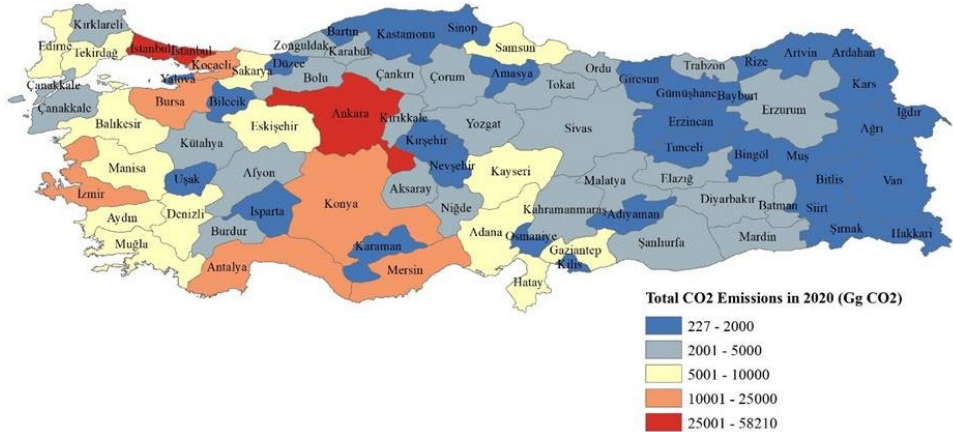 Kırklareli
Edirne
Tekirdağ
İstanbul
İstanbul
Kocaeli
Yalova
Sakarya
Düzce
Zonguldak
Bartın
Karabük
Kastamonu
Sinop
Samsun
Bolu
Çankırı
Çorum
Amasya
Tokat
Ordu
Giresun
Trabzon
Rize
Artvin
Ardahan
Kars
Gümüşhane
Bayburt
Erzurum
Iğdır
Ağrı
Çanakkale
Çanakkale
Bursa
Bilecik
Balıkesir
Eskişehir
Ankara
Kırıkkale
Yozgat
Sivas
Erzincan
Tunceli
Bingöl
Muş
Kütahya
Kırşehir
Nevşehir
Kayseri
Manisa
Uşak
Afyon
Aksaray
Malatya
Elazığ
Diyarbakır
Batman
Bitlis
Van
Siirt
İzmir
Isparta
Konya
Niğde
Kahramanmaraş
Adıyaman
Aydın
Denizli
Burdur
Karaman
Adana
Osmaniye
Gaziantep
Şanlıurfa
Mardin
Şırnak
Hakkari
Muğla
Antalya
Mersin
Kilis
Hatay
Total CO2 Emissions in 2020 (Gg CO2)
227 - 2000
2001 - 5000
5001 - 10000
10001 - 25000
25001 - 58210